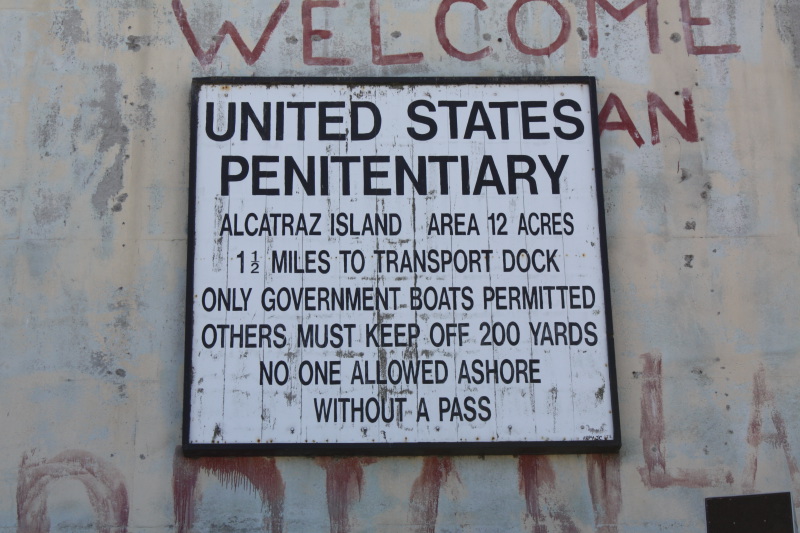 WELCOME
AN
UNITED STATES
PENITENTIARY
ALCATRAZ ISLAND AREA 12 ACRES
1½ MILES TO TRANSPORT DOCK
ONLY GOVERNMENT BOATS PERMITTED
OTHERS MUST KEEP OFF 200 YARDS
NO ONE ALLOWED ASHORE
WITHOUT A PASS